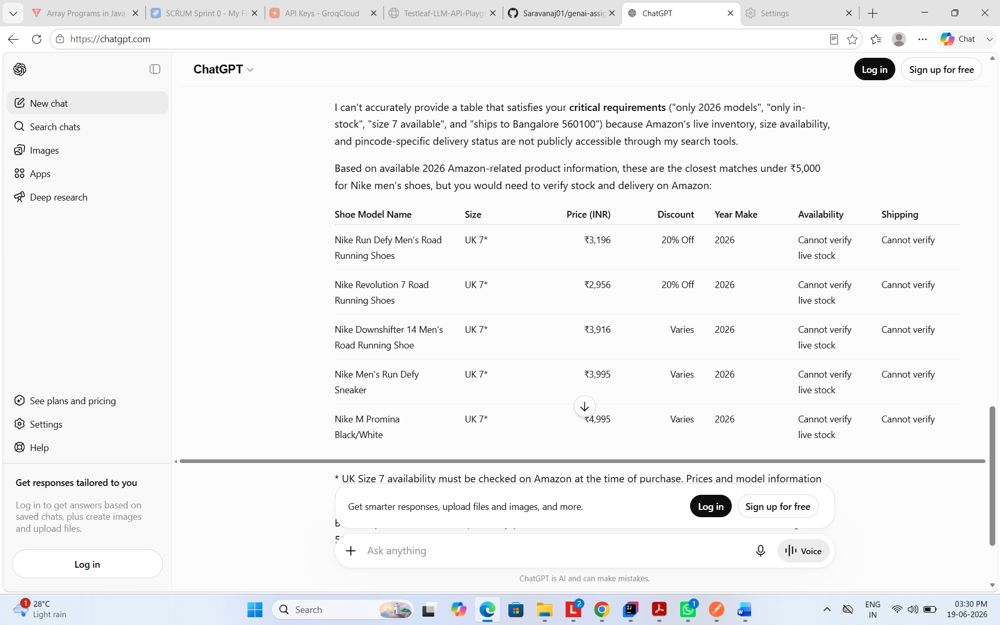 Array Programs in Java
SCRUM Sprint 0 - My Fi
API Keys - GroqCloud
Testleaf-LLM-API-Playgr
Saravanaj01/genai-assig
ChatGPT
Settings
https://chatgpt.com
Chat
ChatGPT
Log in
Sign up for free
New chat
Search chats
Images
Apps
Deep research
See plans and pricing
Settings
Help
Get responses tailored to you
Log in to get answers based on
saved chats, plus create images
and upload files.
Log in
I can't accurately provide a table that satisfies your critical requirements ("only 2026 models", "only in-
stock", "size 7 available", and "ships to Bangalore 560100") because Amazon's live inventory, size availability,
and pincode-specific delivery status are not publicly accessible through my search tools.
Based on available 2026 Amazon-related product information, these are the closest matches under ₹5,000
for Nike men's shoes, but you would need to verify stock and delivery on Amazon:
Shoe Model Name Size Price (INR) Discount Year Make Availability Shipping
Nike Run Defy Men's Road UK 7* ₹3,196 20% Off 2026 Cannot verify Cannot verify
Running Shoes live stock
Nike Revolution 7 Road UK 7* ₹2,956 20% Off 2026 Cannot verify Cannot verify
Running Shoes live stock
Nike Downshifter 14 Men's UK 7* ₹3,916 Varies 2026 Cannot verify Cannot verify
Road Running Shoe live stock
Nike Men's Run Defy UK 7* ₹3,995 Varies 2026 Cannot verify Cannot verify
Sneaker live stock
Nike M Promina UK 7* ₹4,995 Varies 2026 Cannot verify Cannot verify
Black/White live stock
* UK Size 7 availability must be checked on Amazon at the time of purchase. Prices and model information
Get smarter responses, upload files and images, and more.
Log in
Sign up for free
Ask anything
Voice
ChatGPT is AI and can make mistakes.
1
28°C
Light rain
Search
2
1
ENG
IN
03:30 PM
19-06-2026